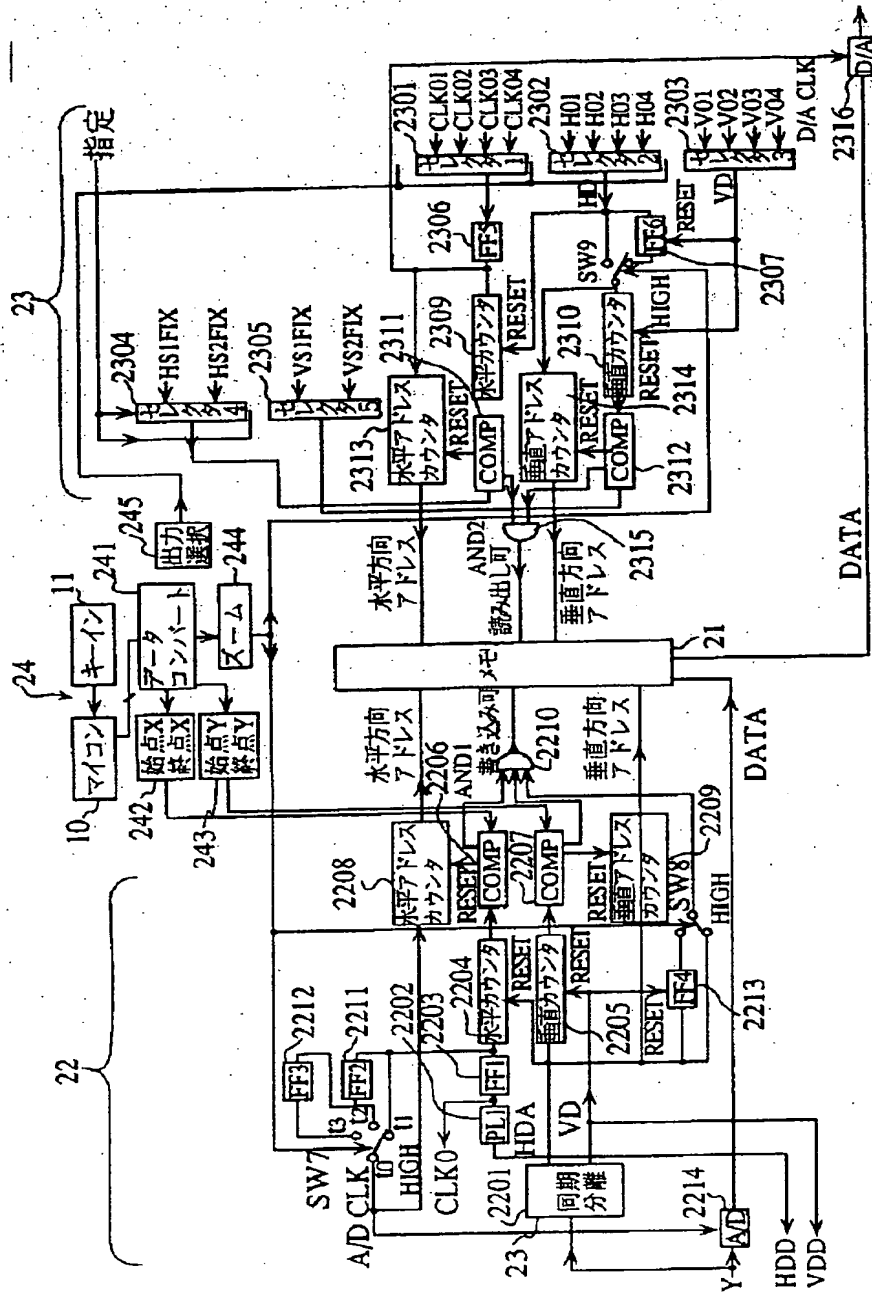 22
24
23
マイコン
10
キーイン
11
データ
コンバート
241
始点X
終点X
242
始点Y
終点Y
243
ズーム
244
出力
選択
245
指定
セレクタ4
2304
HS1FIX
HS2FIX
セレクタ5
2305
VS1FIX
VS2FIX
セレクタ1
2301
CLK01
CLK02
CLK03
CLK04
セレクタ2
2302
H01
H02
H03
H04
セレクタ3
2303
V01
V02
V03
V04
HD
VD
FF5
2306
FF6
2307
RESET
SW9
HIGH
水平カウンタ
2309
RESET
垂直カウンタ
2310
RESET
COMP
2311
COMP
2312
水平アドレス
カウンタ
2313
RESET
垂直アドレス
カウンタ
2314
RESET
AND2
2315
読み出し可
水平方向
アドレス
垂直方向
アドレス
メモリ
21
D/A CLK
D/A
2316
DATA
水平方向
アドレス
AND1
書き込み可
2210
垂直方向
アドレス
DATA
水平アドレス
カウンタ
2208
RESET
COMP
2206
COMP
2207
RESET
垂直アドレス
カウンタ
2209
SW8
HIGH
水平カウンタ
2204
RESET
垂直カウンタ
2205
RESET
FF4
2213
RESET
FF3
2212
FF2
2211
FF1
2203
PL1
2202
SW7
t3
t2
t1
t0
A/D CLK
HIGH
CLK0
HDA
VD
同期
分離
2201
23
Y
A/D
2214
HDD
VDD